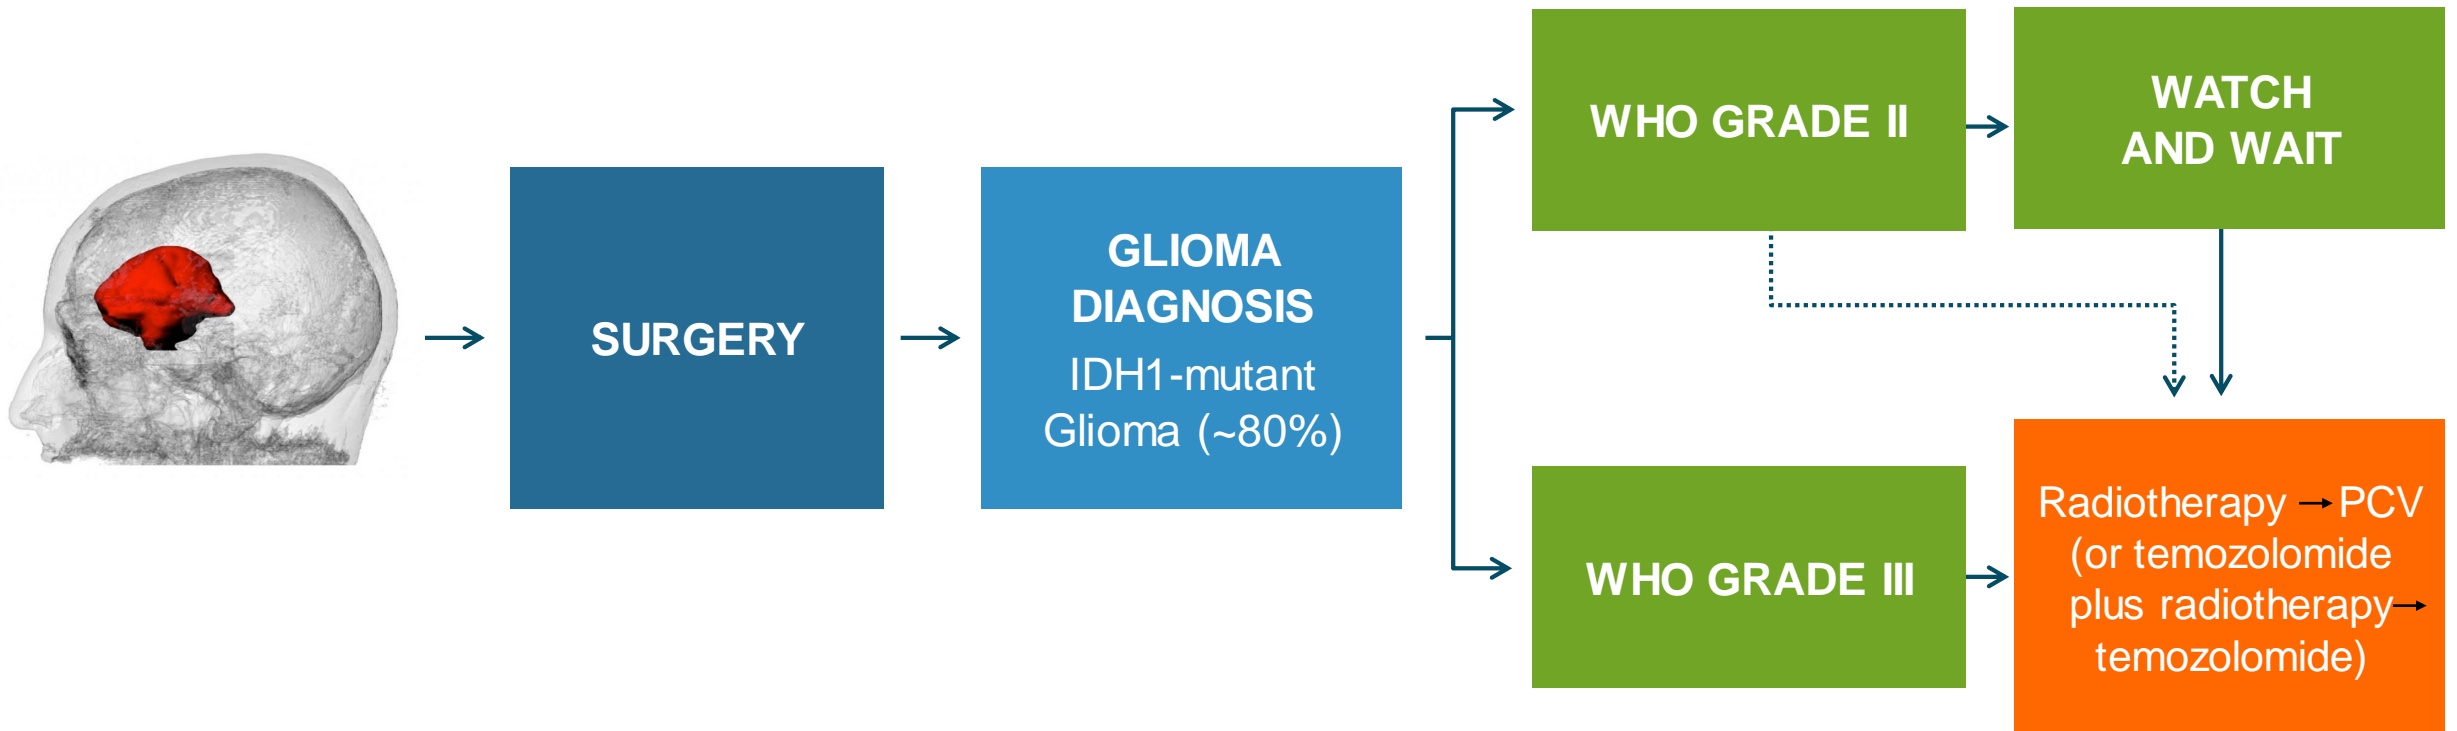 SURGERY
GLIOMA
DIAGNOSIS
IDH1-mutant
Glioma (~80%)
WHO GRADE II
WATCH
AND WAIT
WHO GRADE III
Radiotherapy → PCV
(or temozolomide
plus radiotherapy→
temozolomide)